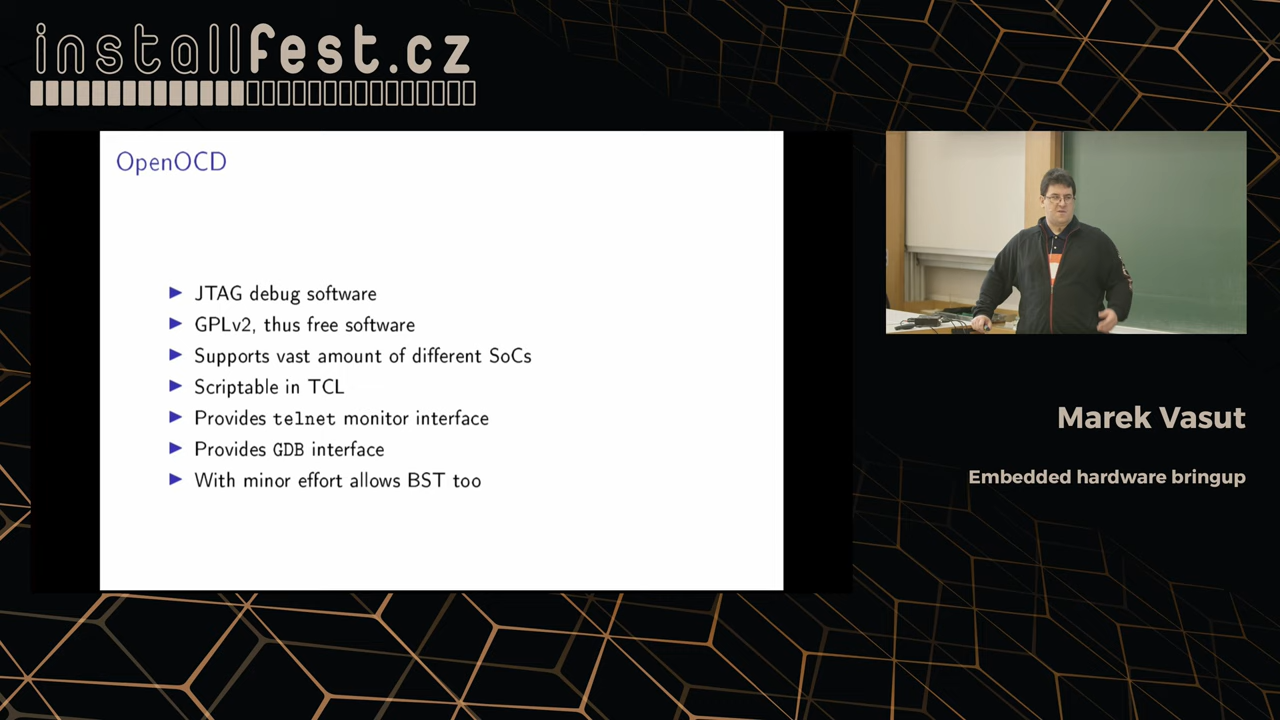 installfest.cz
OpenOCD
JTAG debug software
GPLv2, thus free software
Supports vast amount of different SoCs
Scriptable in TCL
Provides telnet monitor interface
Provides GDB interface
With minor effort allows BST too
Marek Vasut
Embedded hardware bringup